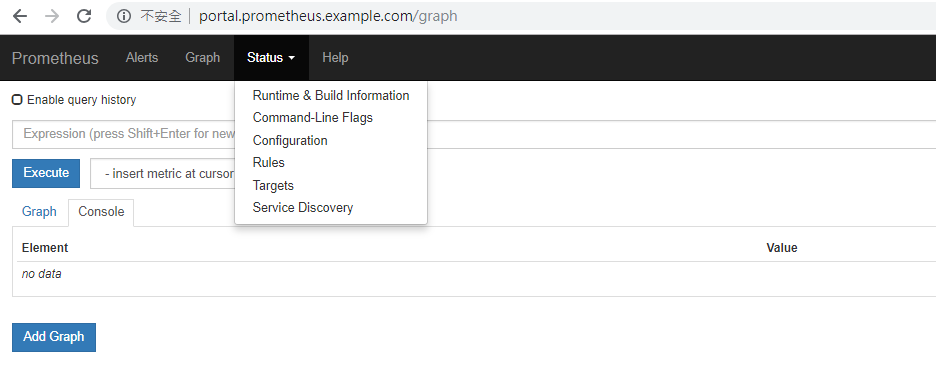 不安全 portal.prometheus.example.com/graph
Prometheus Alerts Graph Status Help
Runtime & Build Information
Enable query history
Command-Line Flags
Expression (press Shift+Enter for new
Configuration
Rules
Execute - insert metric at cursor
Targets
Service Discovery
Graph Console
Element Value
no data
Add Graph